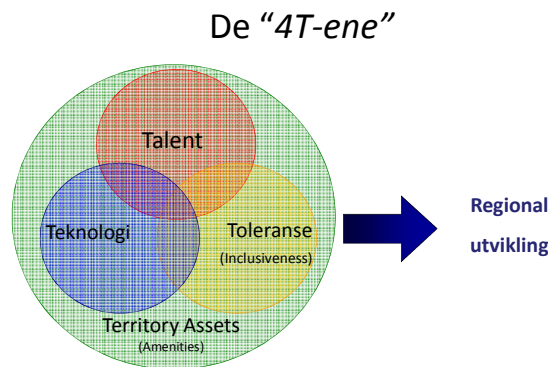 De “4T-ene”
Talent
Teknologi
Toleranse
(Inclusiveness)
Territory Assets
(Amenities)
Regional
utvikling